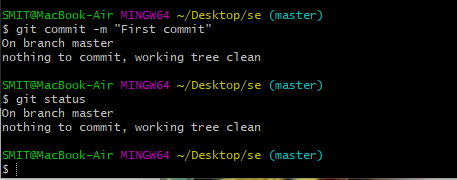 SMIT@MacBook-Air MINGW64 ~/Desktop/se (master)
$ git commit -m "First commit"
On branch master
nothing to commit, working tree clean
SMIT@MacBook-Air MINGW64 ~/Desktop/se (master)
$ git status
On branch master
nothing to commit, working tree clean
SMIT@MacBook-Air MINGW64 ~/Desktop/se (master)
$